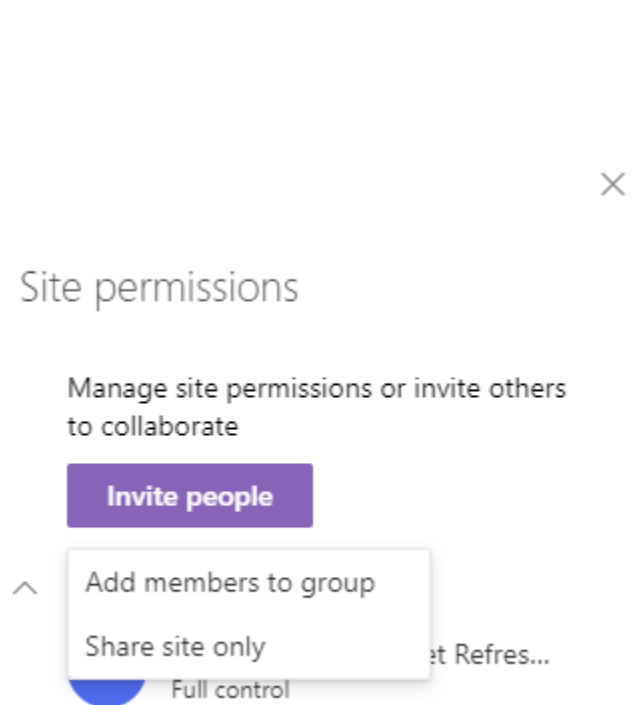 Site permissions
Manage site permissions or invite others
to collaborate
Invite people
Add members to group
Share site only
Refres...
Full control